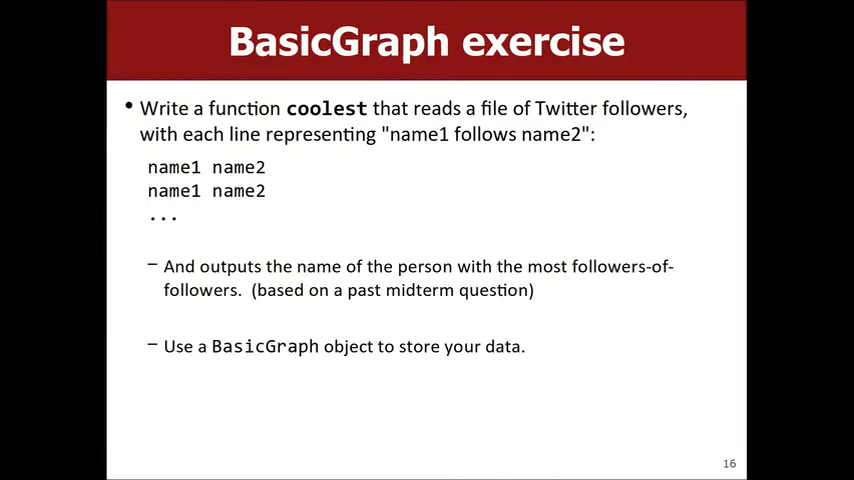 BasicGraph exercise
• Write a function coolest that reads a file of Twitter followers,
with each line representing "name1 follows name2":
name1 name2
name1 name2
...
– And outputs the name of the person with the most followers-of-
followers. (based on a past midterm question)
– Use a BasicGraph object to store your data.
16